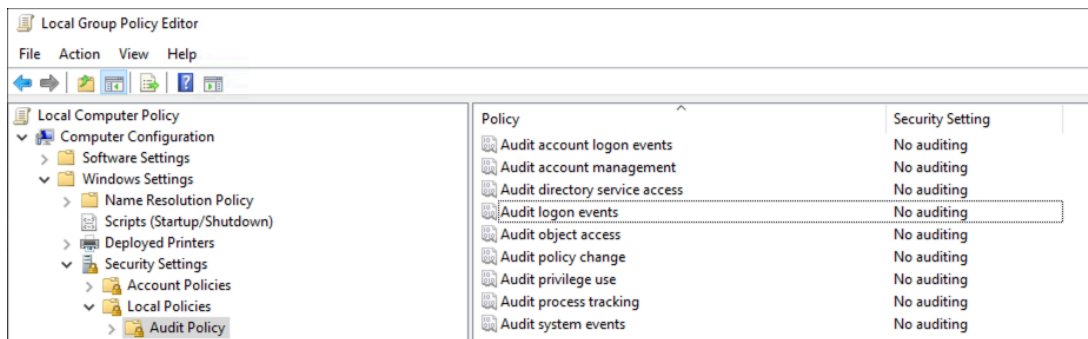 Local Group Policy Editor
File Action View Help
Local Computer Policy
Computer Configuration
Software Settings
Windows Settings
Name Resolution Policy
Scripts (Startup/Shutdown)
Deployed Printers
Security Settings
Account Policies
Local Policies
Audit Policy
Policy Security Setting
Audit account logon events No auditing
Audit account management No auditing
Audit directory service access No auditing
Audit logon events No auditing
Audit object access No auditing
Audit policy change No auditing
Audit privilege use No auditing
Audit process tracking No auditing
Audit system events No auditing